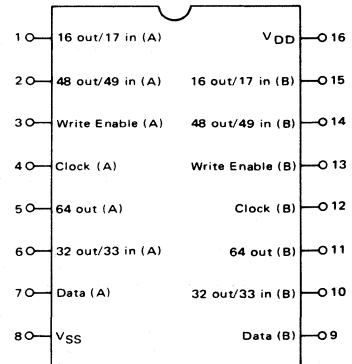 1 16 out/17 in (A) VDD 16
2 48 out/49 in (A) 16 out/17 in (B) 15
3 Write Enable (A) 48 out/49 in (B) 14
4 Clock (A) Write Enable (B) 13
5 64 out (A) Clock (B) 12
6 32 out/33 in (A) 64 out (B) 11
7 Data (A) 32 out/33 in (B) 10
8 VSS Data (B) 9